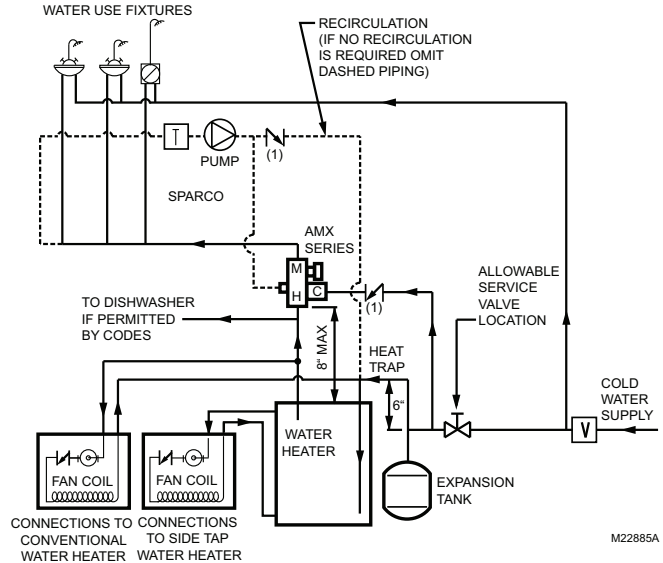 WATER USE FIXTURES
RECIRCULATION
(IF NO RECIRCULATION
IS REQUIRED OMIT
DASHED PIPING)
T
PUMP
(1)
SPARCO
AMX
SERIES
M
H
C
(1)
ALLOWABLE
SERVICE
VALVE
LOCATION
TO DISHWASHER
IF PERMITTED
BY CODES
8“ MAX
HEAT
TRAP
6“
COLD
WATER
SUPPLY
V
WATER
HEATER
FAN COIL
FAN COIL
EXPANSION
TANK
CONNECTIONS TO
CONVENTIONAL
WATER HEATER
CONNECTIONS
TO SIDE TAP
WATER HEATER
M22885A